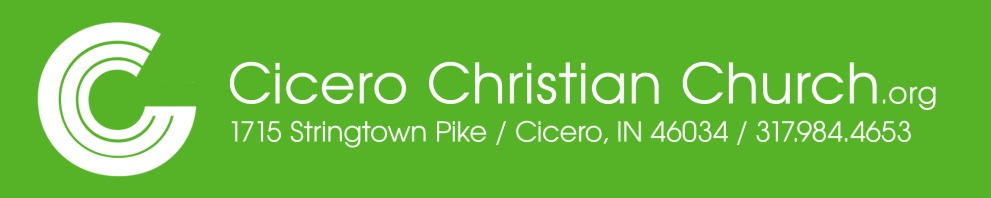 Cicero Christian Church.org
1715 Stringtown Pike / Cicero, IN 46034 / 317.984.4653